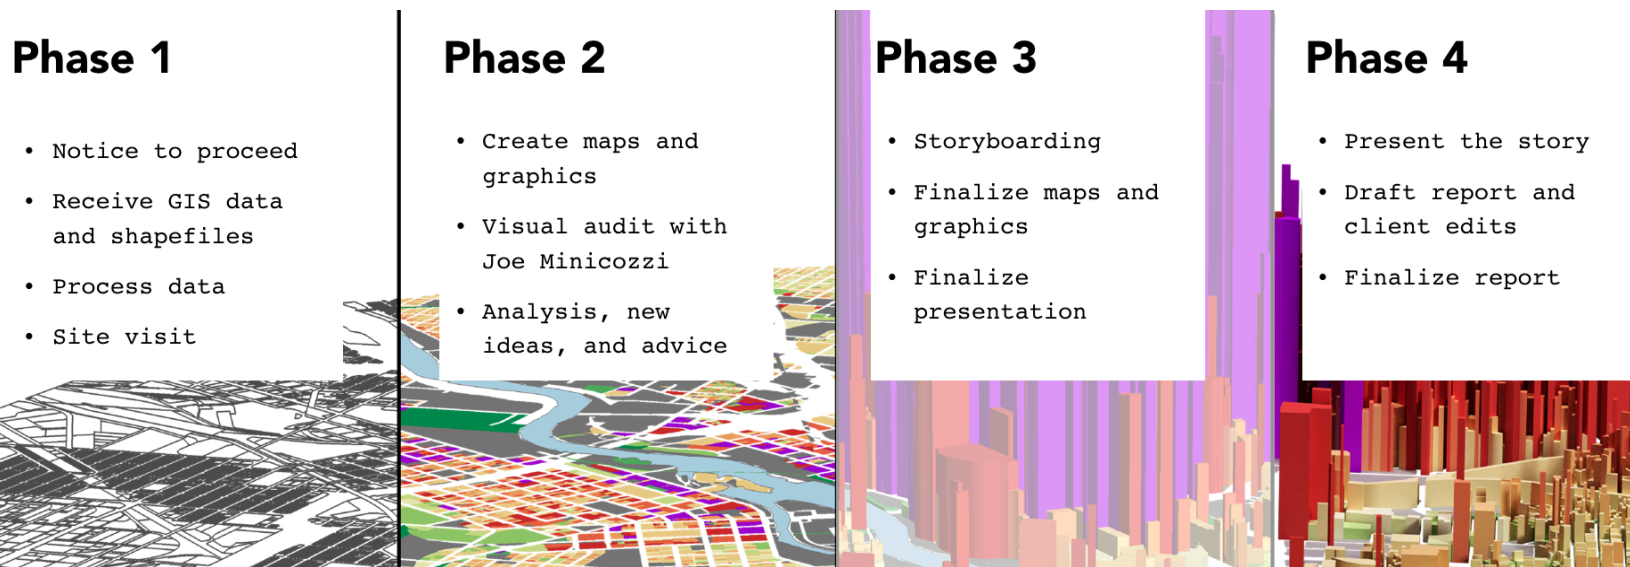 Phase 1
• Notice to proceed
• Receive GIS data
and shapefiles
• Process data
• Site visit
Phase 2
• Create maps and
graphics
• Visual audit with
Joe Minicozzi
• Analysis, new
ideas, and advice
Phase 3
• Storyboarding
• Finalize maps and
graphics
• Finalize
presentation
Phase 4
• Present the story
• Draft report and
client edits
• Finalize report